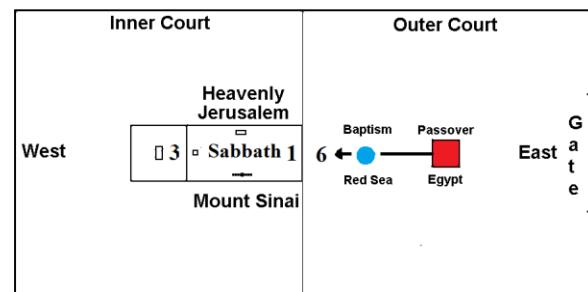 Inner Court
Outer Court
Heavenly
Jerusalem
West
3
Sabbath 1
6
Baptism
Passover
Red Sea
Egypt
East
Gate
Mount Sinai